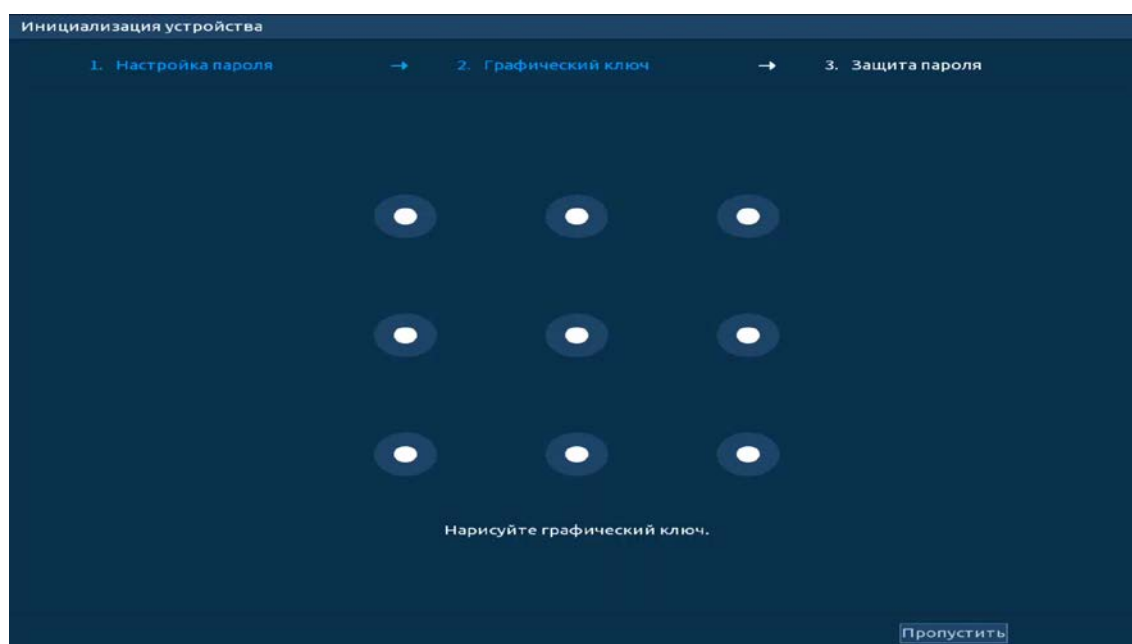 Инициализация устройства
1. Настройка пароля → 2. Графический ключ → 3. Защита пароля
Нарисуйте графический ключ.
Пропустить